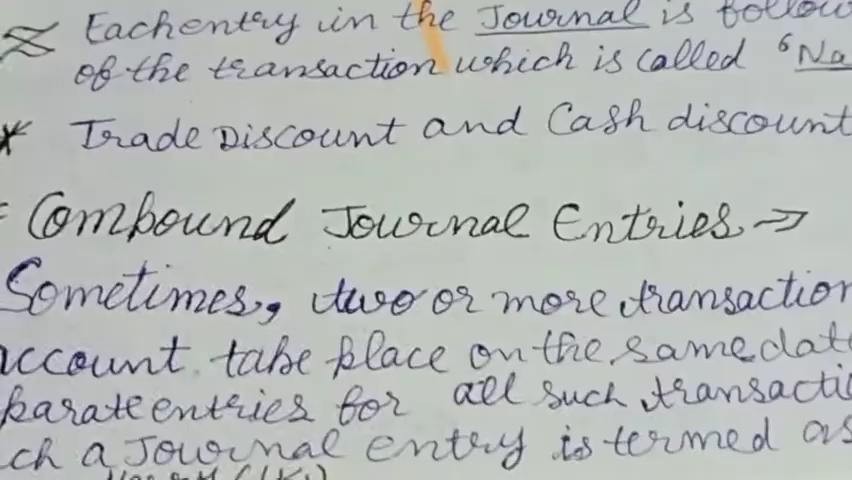 Each entry in the Journal is follow
of the transaction which is called 'Na
* Trade Discount and Cash discount
Compound Journal Entries →
Sometimes, two or more transaction
account take place on the same dat
parate entries for all such transacti
ch a Journal entry is termed as